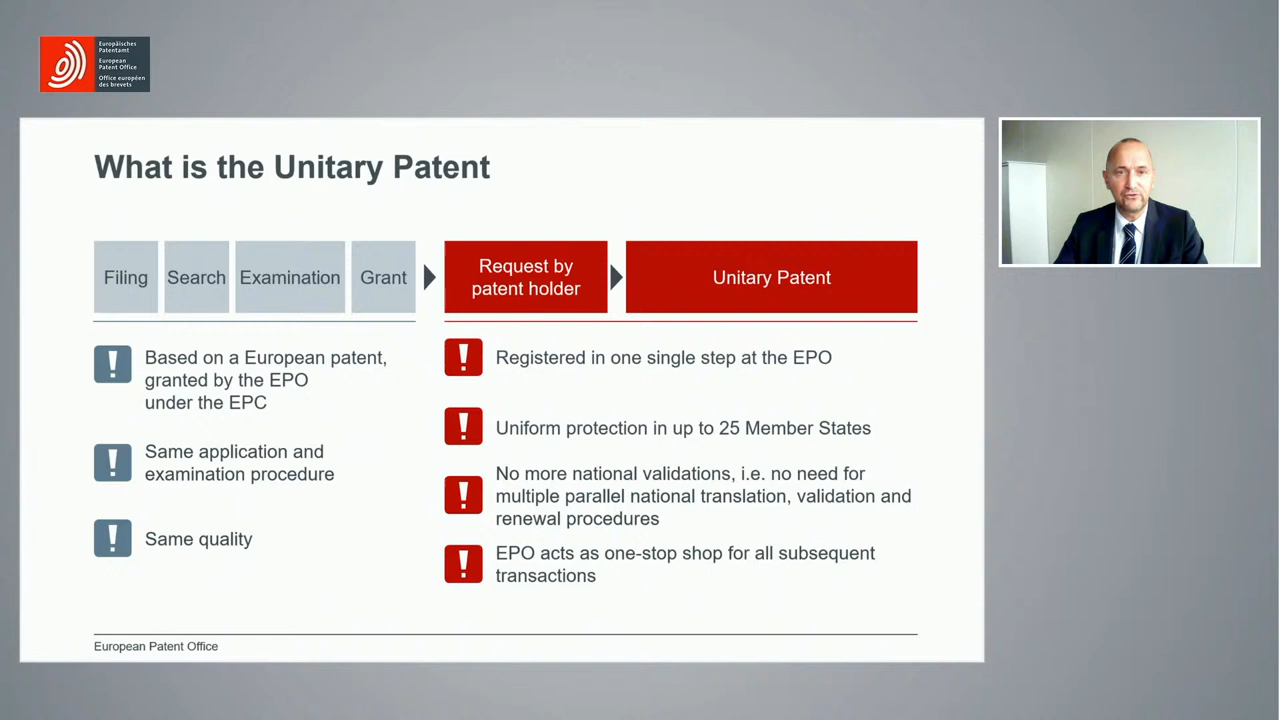 Europäisches
Patentamt
European
Patent Office
Office européen
des brevets
What is the Unitary Patent
Filing
Search
Examination
Grant
Request by
patent holder
Unitary Patent
Based on a European patent,
granted by the EPO
under the EPC
Same application and
examination procedure
Same quality
Registered in one single step at the EPO
Uniform protection in up to 25 Member States
No more national validations, i.e. no need for
multiple parallel national translation, validation and
renewal procedures
EPO acts as one-stop shop for all subsequent
transactions
European Patent Office